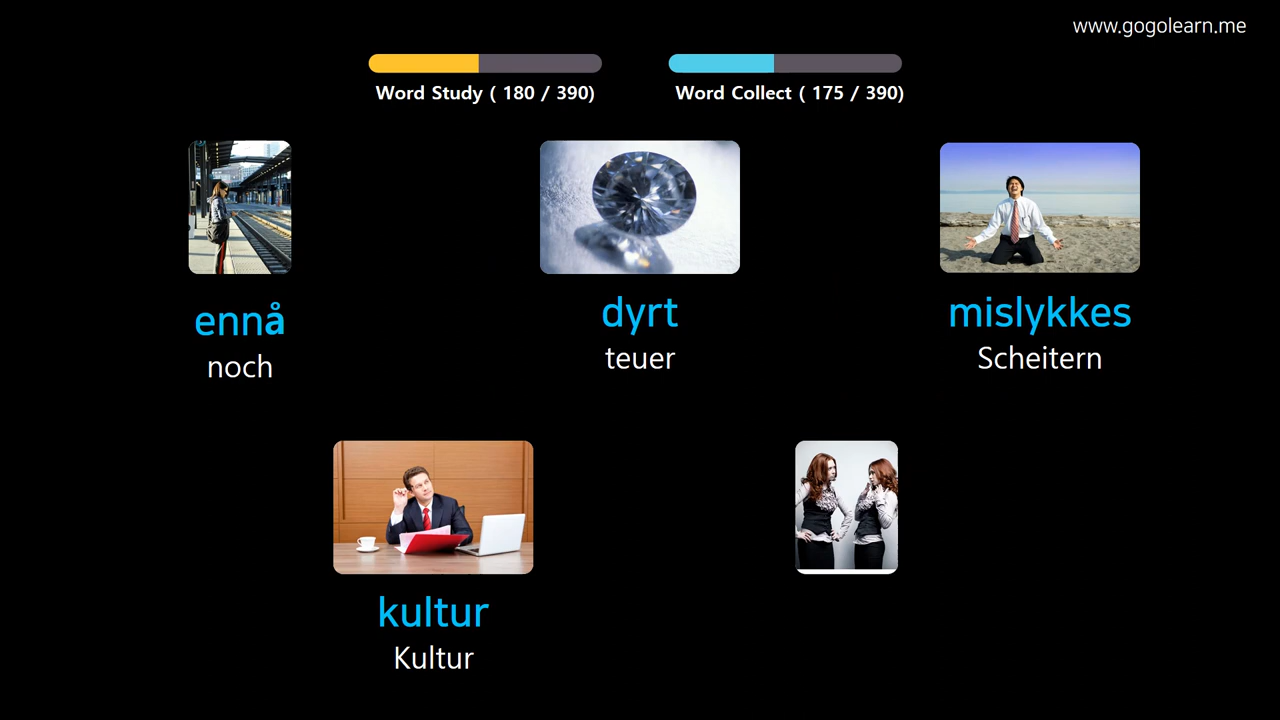 www.gogolearn.me
Word Study ( 180 / 390)
Word Collect ( 175 / 390)
ennå
noch
dyrt
teuer
mislykkes
Scheitern
kultur
Kultur